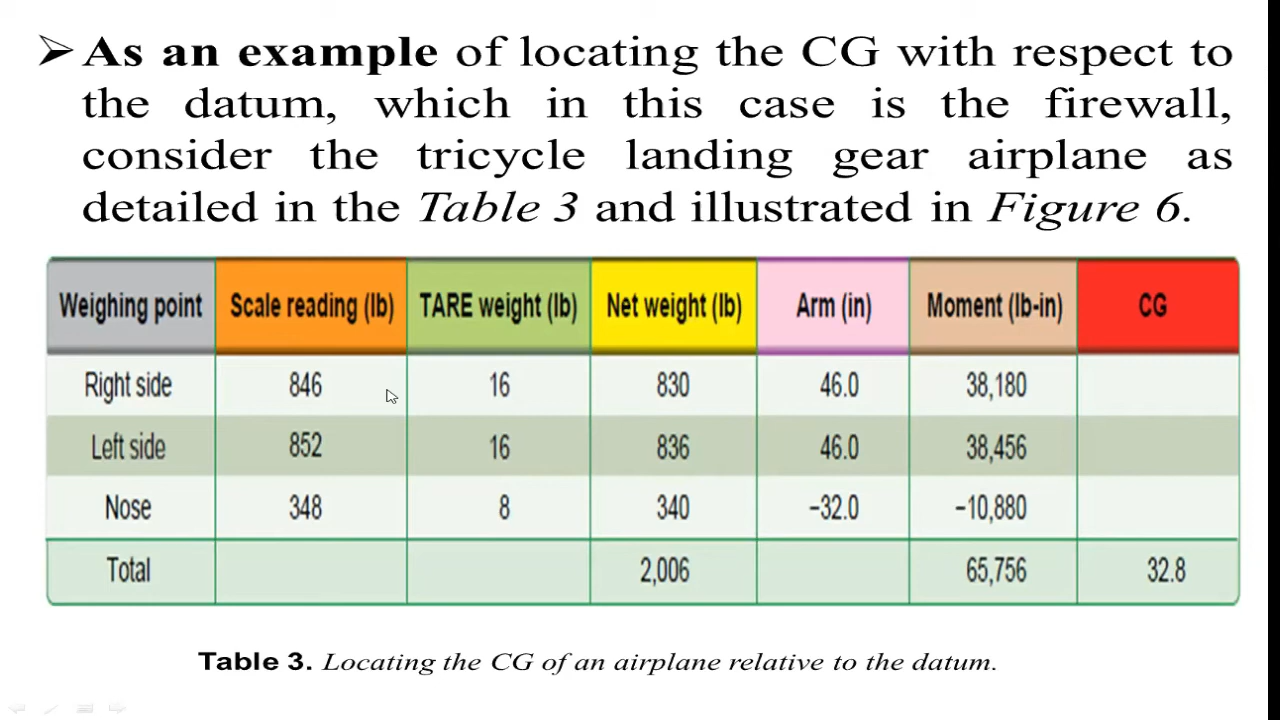 ➢ As an example of locating the CG with respect to
the datum, which in this case is the firewall,
consider the tricycle landing gear airplane as
detailed in the Table 3 and illustrated in Figure 6.
Weighing point Scale reading (lb) TARE weight (lb) Net weight (lb) Arm (in) Moment (lb-in) CG
Right side 846 16 830 46.0 38,180
Left side 852 16 836 46.0 38,456
Nose 348 8 340 −32.0 −10,880
Total 2,006 65,756 32.8
Table 3. Locating the CG of an airplane relative to the datum.